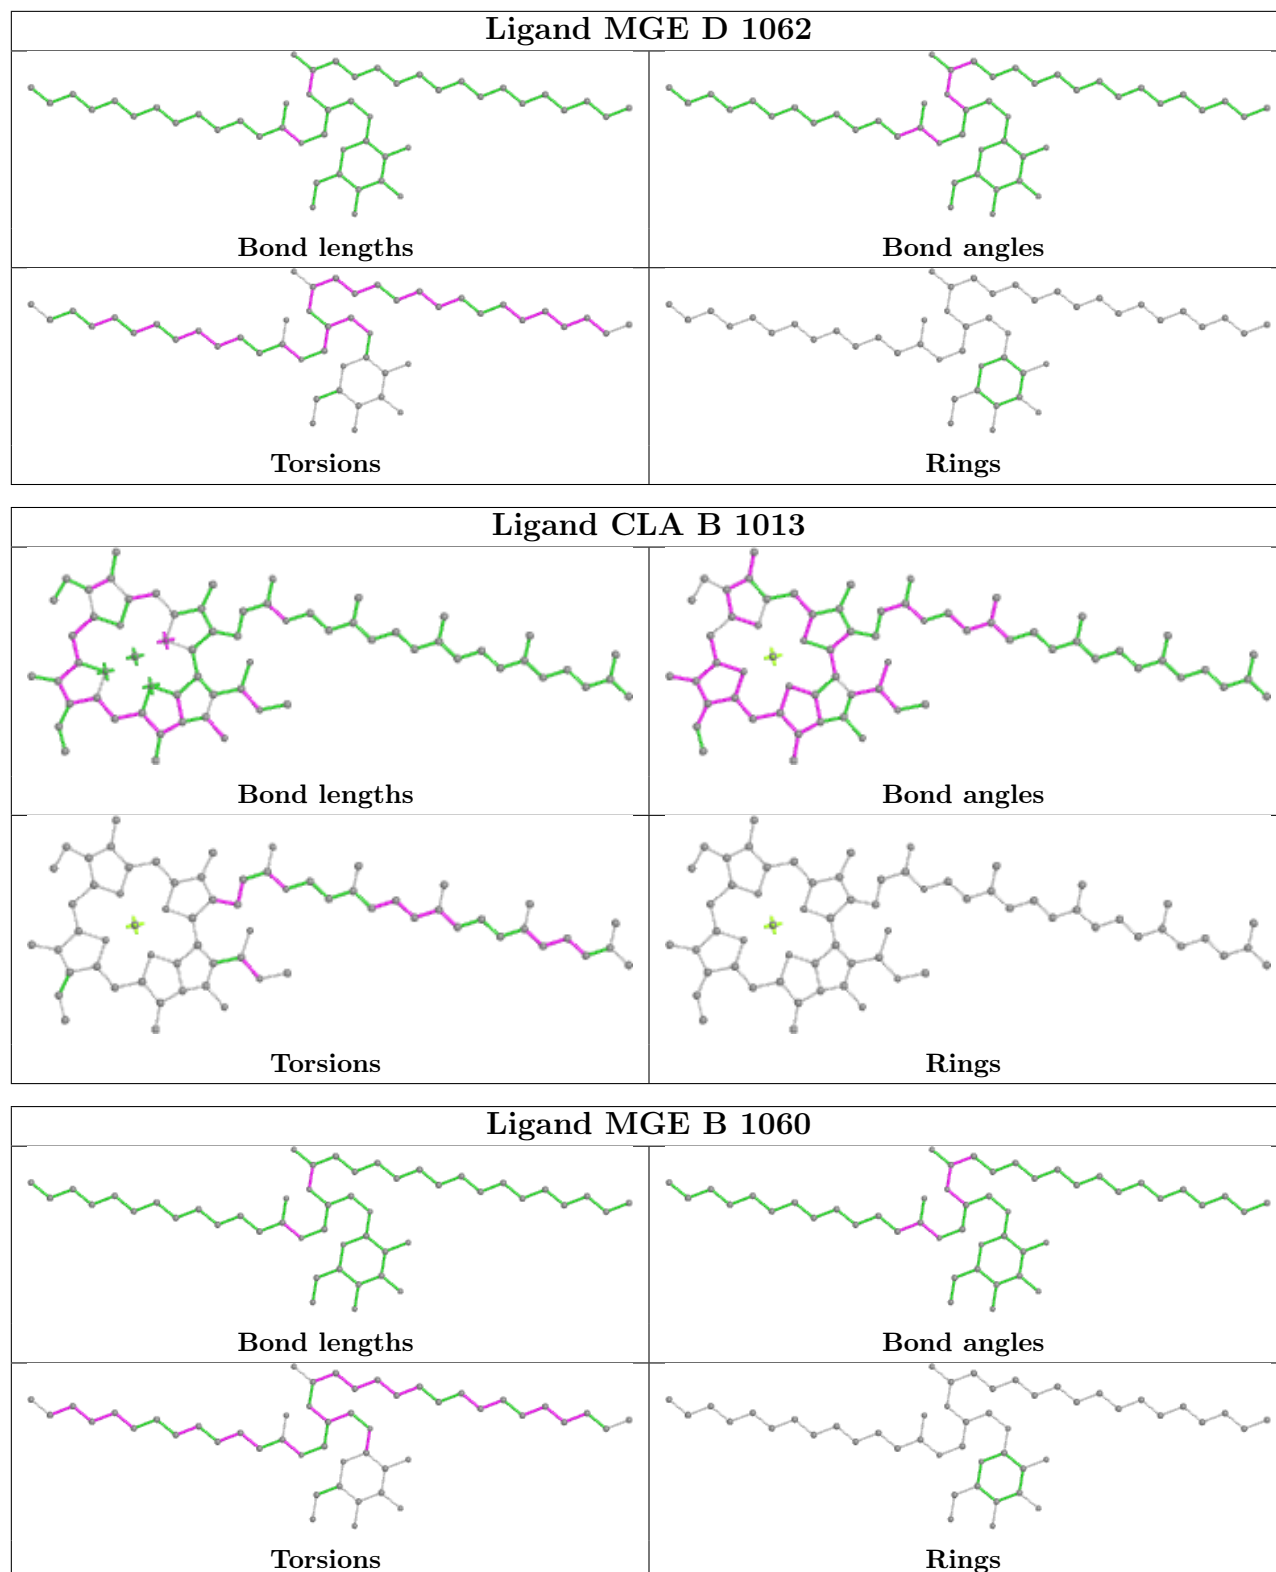 Ligand MGE D 1062
Bond lengths
Bond angles
Torsions
Rings
Ligand CLA B 1013
Bond lengths
Bond angles
Torsions
Rings
Ligand MGE B 1060
Bond lengths
Bond angles
Torsions
Rings